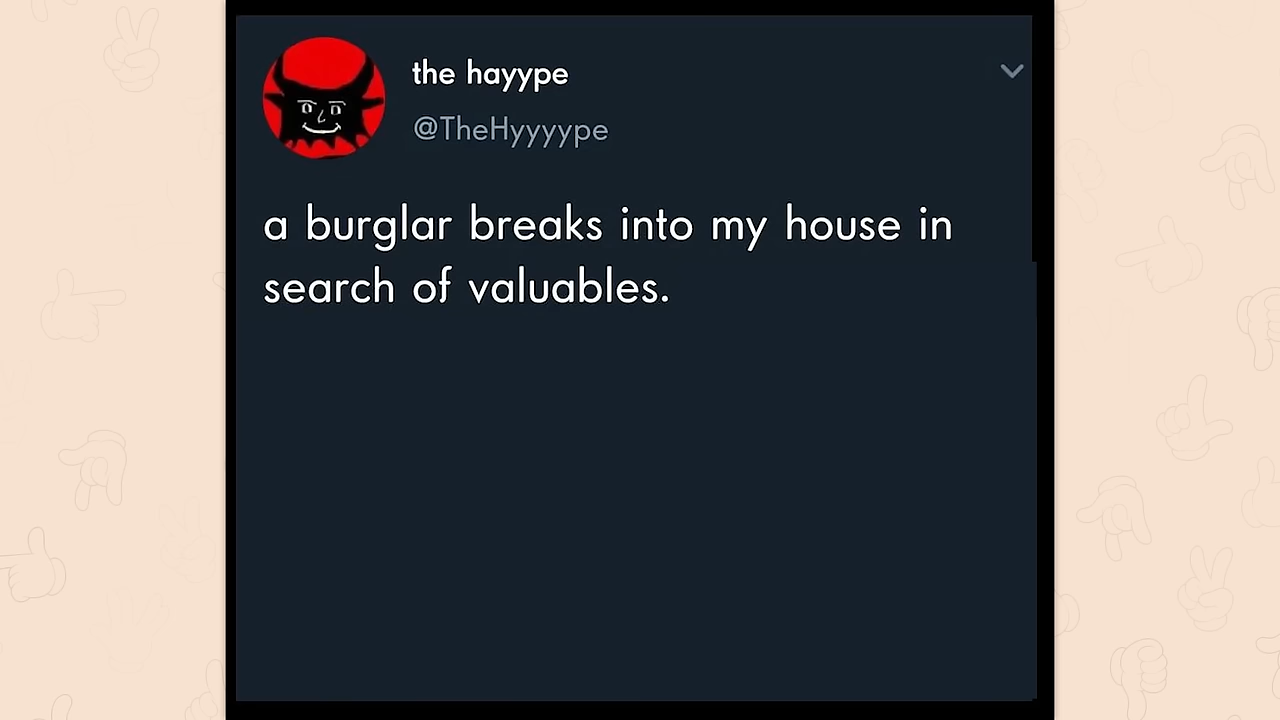 the hayype
@TheHyyyype
a burglar breaks into my house in
search of valuables.